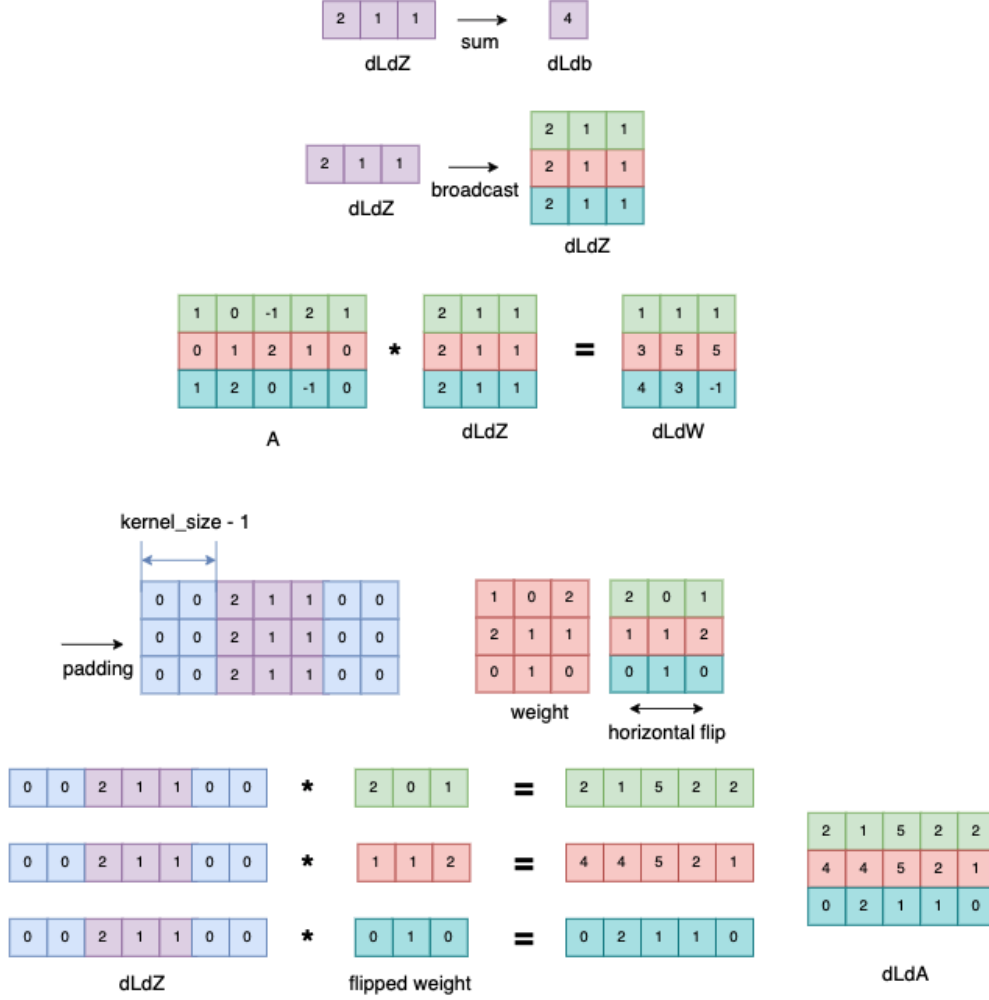 2 1 1 4
sum
dLdZ dLdb
2 1 1
2 1 1 2 1 1
broadcast
2 1 1
dLdZ
dLdZ
1 0 -1 2 1 2 1 1 1 1 1
0 1 2 1 0 * 2 1 1 = 3 5 5
1 2 0 -1 0 2 1 1 4 3 -1
A dLdZ dLdW
kernel_size - 1
0 0 2 1 1 0 0 1 0 2 2 0 1
0 0 2 1 1 0 0 2 1 1 1 1 2
padding 0 0 2 1 1 0 0 0 1 0 0 1 0
weight
horizontal flip
0 0 2 1 1 0 0 * 2 0 1 = 2 1 5 2 2
2 1 5 2 2
0 0 2 1 1 0 0 * 1 1 2 = 4 4 5 2 1
4 4 5 2 1
0 2 1 1 0
0 0 2 1 1 0 0 * 0 1 0 = 0 2 1 1 0
dLdZ flipped weight dLdA